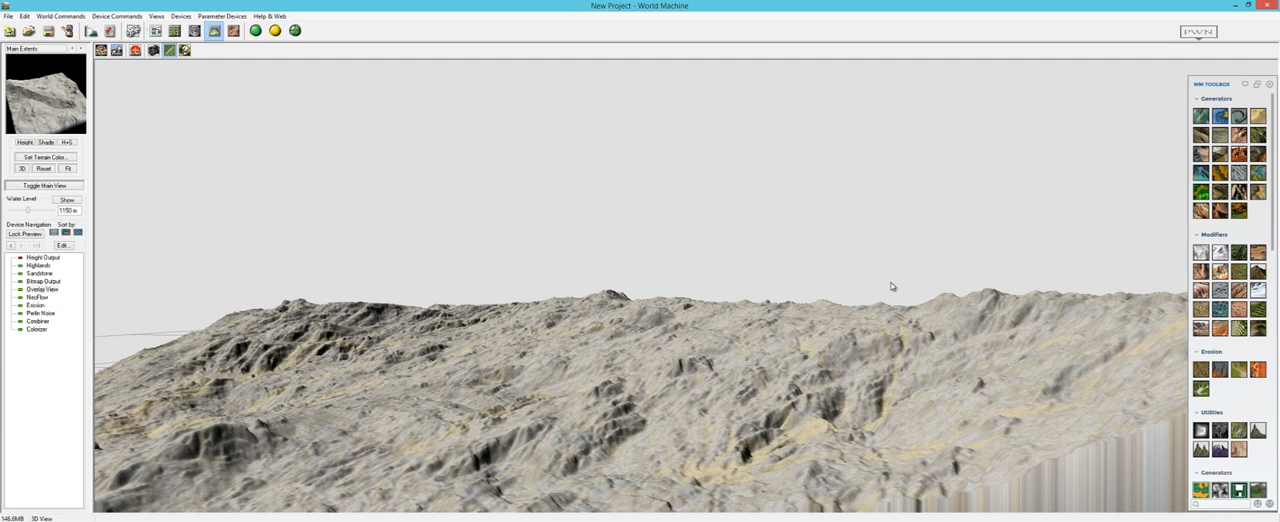 New Project - World Machine
File Edit World Commands Device Commands Views Devices Parameter Devices Help & Web
PWN
Main Extents
Height Shade H+S
Set Terrain Color...
3D Reset Fit
Toggle Main View
Water Level Show
1150 m
Device Navigation Sort by:
Lock Preview
Edit...
Height Output
Highlands
Sandstone
Bitmap Output
Overlay View
NeoFlow
Erosion
Perlin Noise
Combiner
Colorizer
WM TOOLBOX
Generators
Modifiers
Erosion
Utilities
Generators
146.6MB 3D View